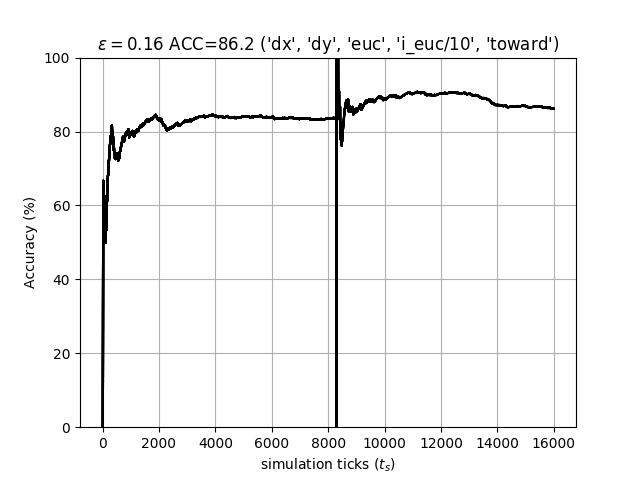 ε = 0.16 ACC=86.2 ('dx', 'dy', 'euc', 'i_euc/10', 'toward')
100
80
60
40
20
0
Accuracy (%)
0 2000 4000 6000 8000 10000 12000 14000 16000
simulation ticks (tₛ)